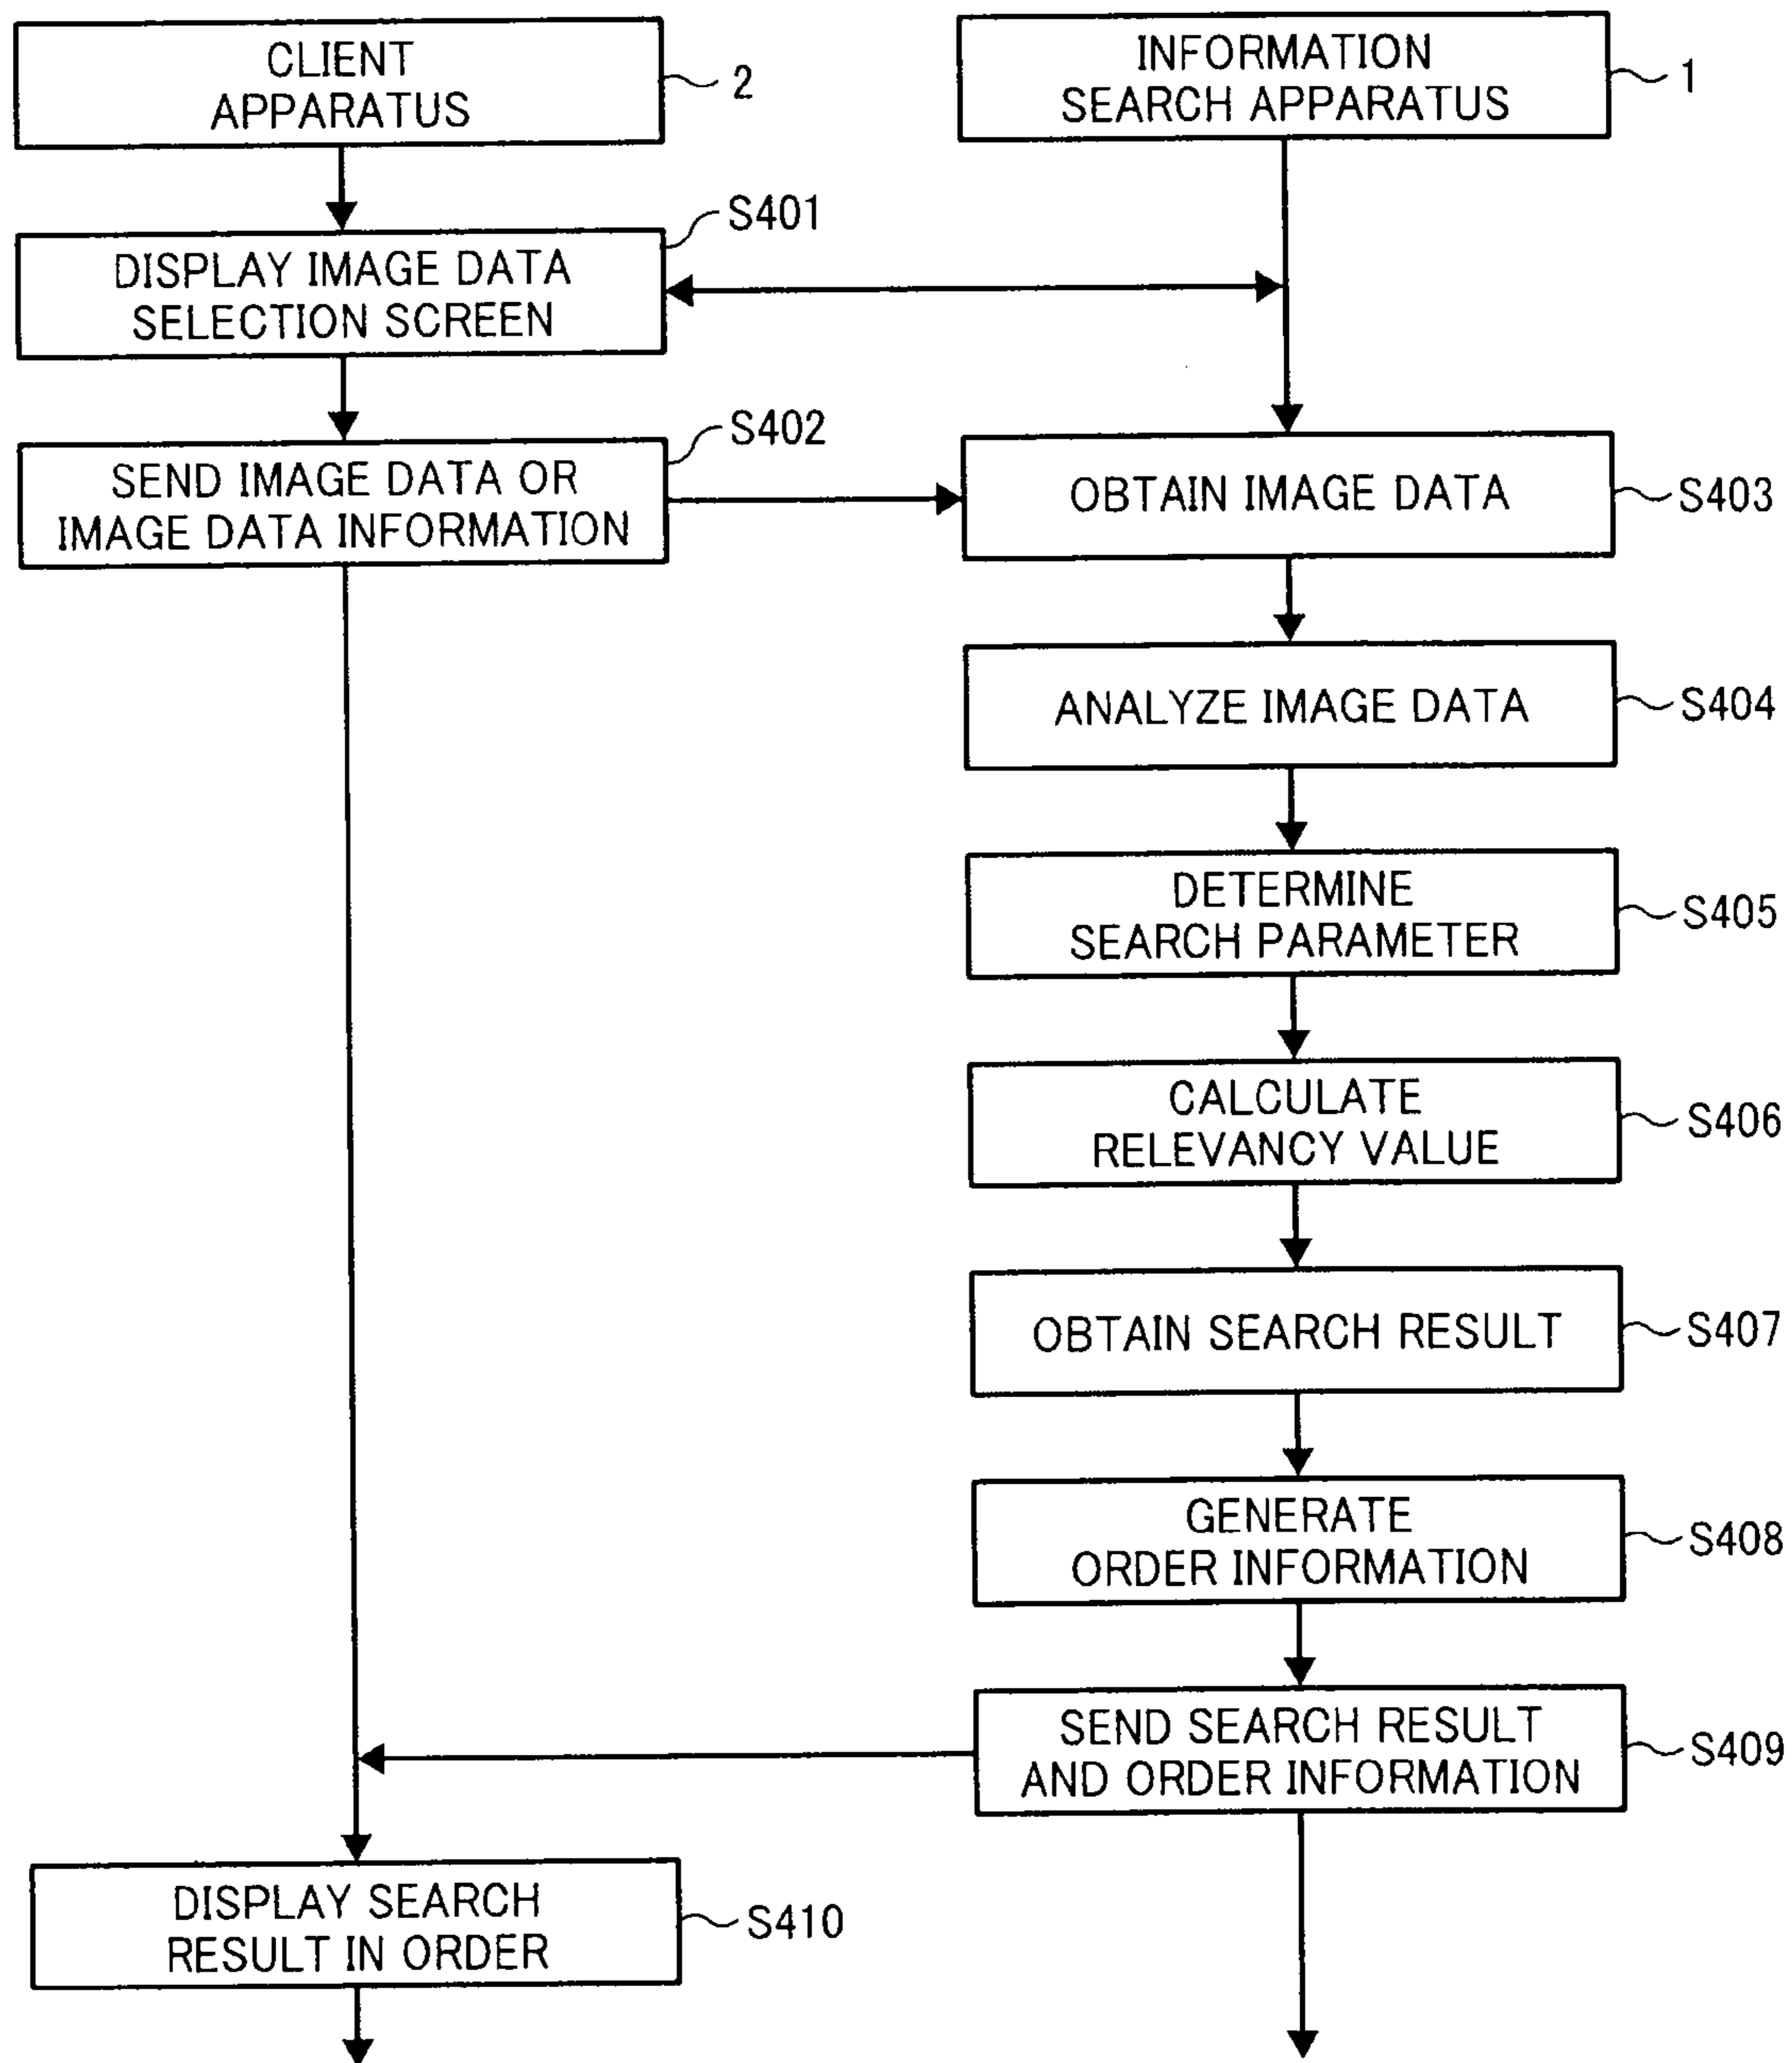 CLIENT
APPARATUS
2
INFORMATION
SEARCH APPARATUS
1
S401
DISPLAY IMAGE DATA
SELECTION SCREEN
S402
SEND IMAGE DATA OR
IMAGE DATA INFORMATION
OBTAIN IMAGE DATA
S403
ANALYZE IMAGE DATA
S404
DETERMINE
SEARCH PARAMETER
S405
CALCULATE
RELEVANCY VALUE
S406
OBTAIN SEARCH RESULT
S407
GENERATE
ORDER INFORMATION
S408
SEND SEARCH RESULT
AND ORDER INFORMATION
S409
DISPLAY SEARCH
RESULT IN ORDER
S410